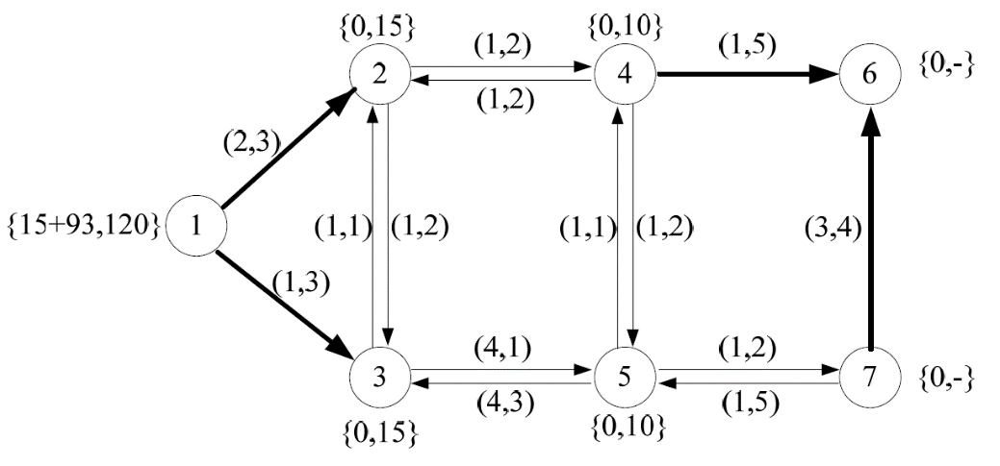 {0,15} {0,10}
(1,2) (1,5)
2 4 6 {0,-}
(1,2)
(2,3)
{15+93,120} 1 (1,1) (1,2) (1,1) (1,2) (3,4)
(1,3)
(4,1) (1,2)
3 5 7 {0,-}
(4,3) (1,5)
{0,15} {0,10}